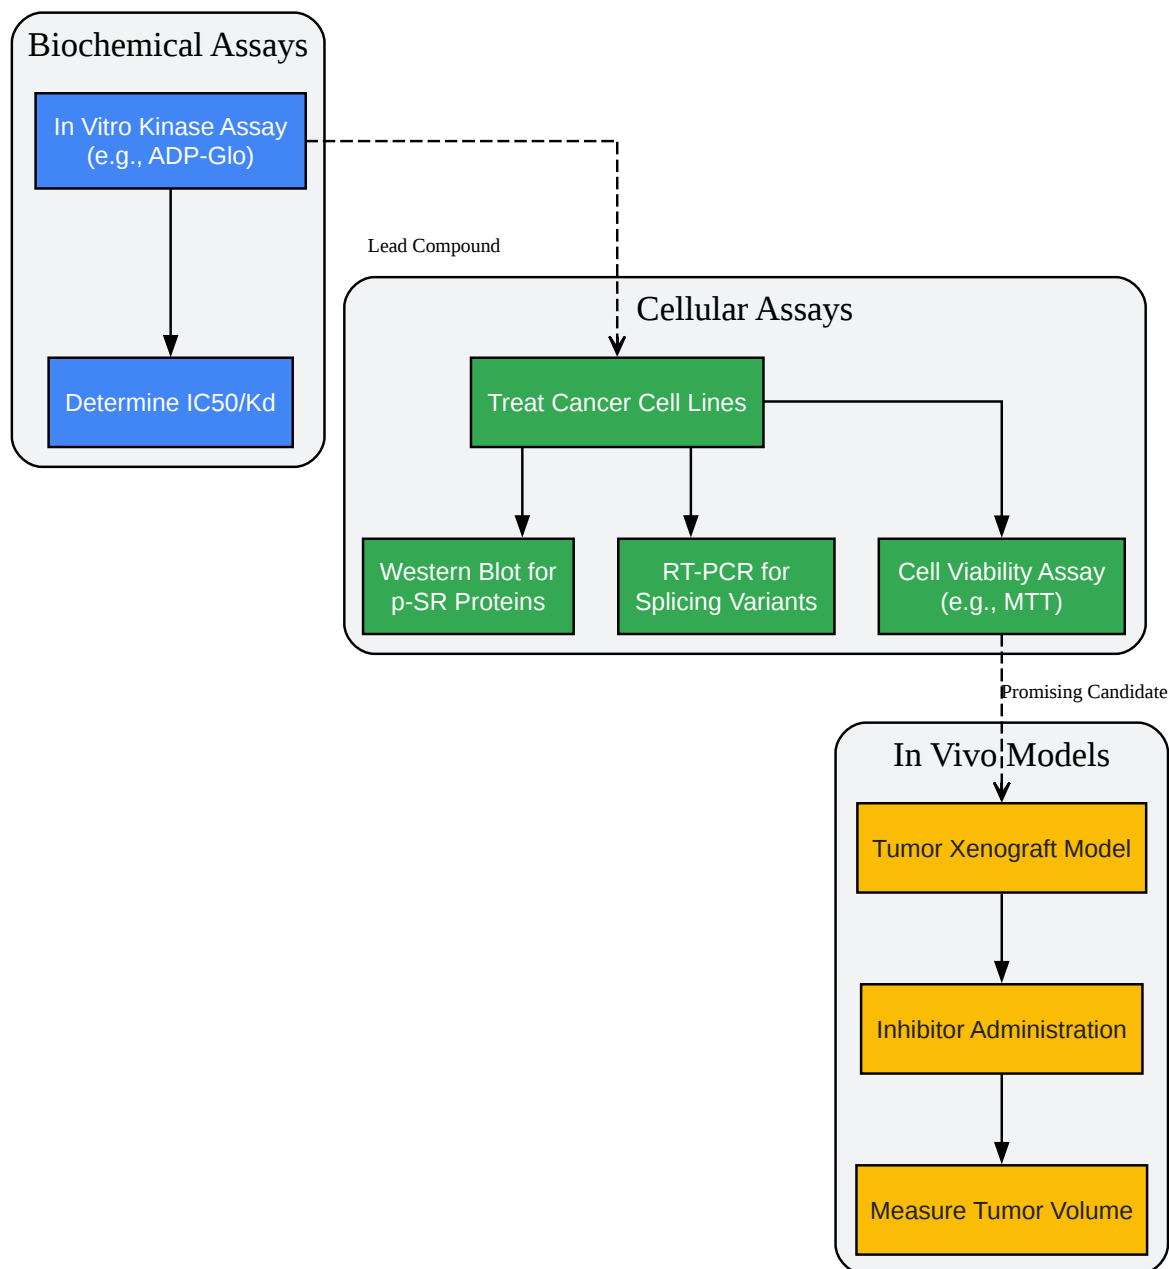 Biochemical Assays
In Vitro Kinase Assay
(e.g., ADP-Glo)
Determine IC50/Kd
Lead Compound
Cellular Assays
Treat Cancer Cell Lines
Western Blot for
p-SR Proteins
RT-PCR for
Splicing Variants
Cell Viability Assay
(e.g., MTT)
Promising Candidate
In Vivo Models
Tumor Xenograft Model
Inhibitor Administration
Measure Tumor Volume